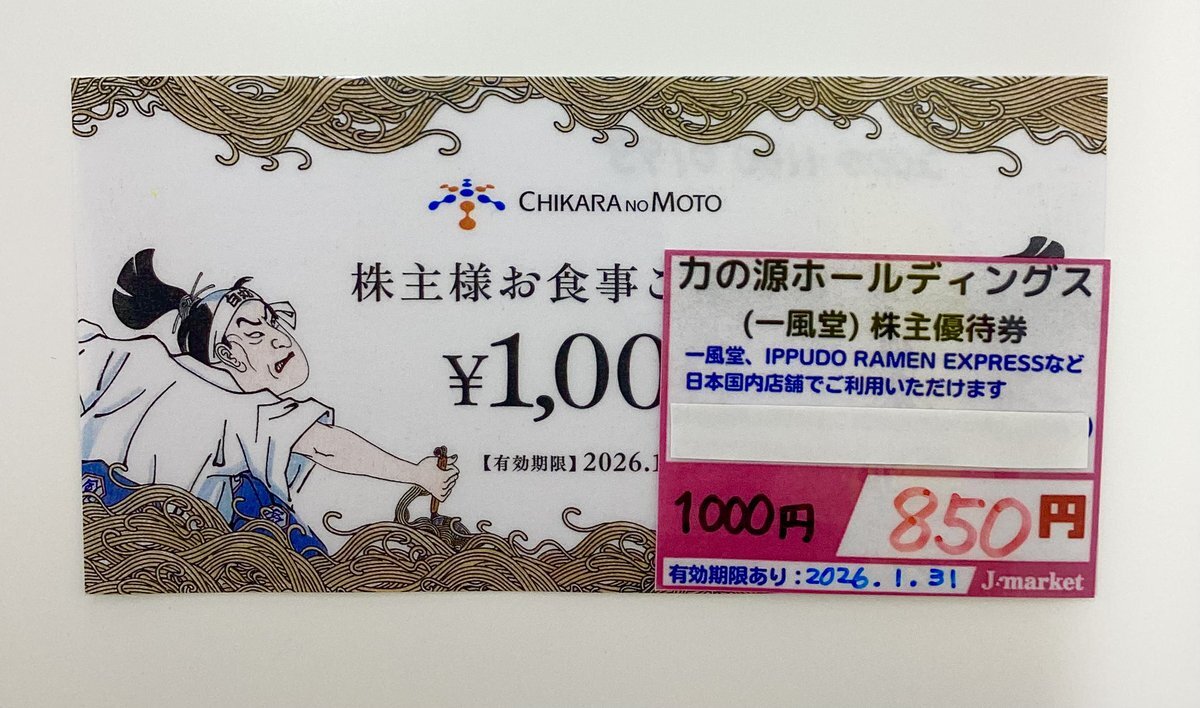 CHIKARA NO MOTO
株主様お食事ご
¥1,00
【有効期限】2026.1
力の源ホールディングス
(一風堂) 株主優待券
一風堂、IPPUDO RAMEN EXPRESSなど
日本国内店舗でご利用いただけます
1000円
850円
有効期限あり:2026.1.31
J-market